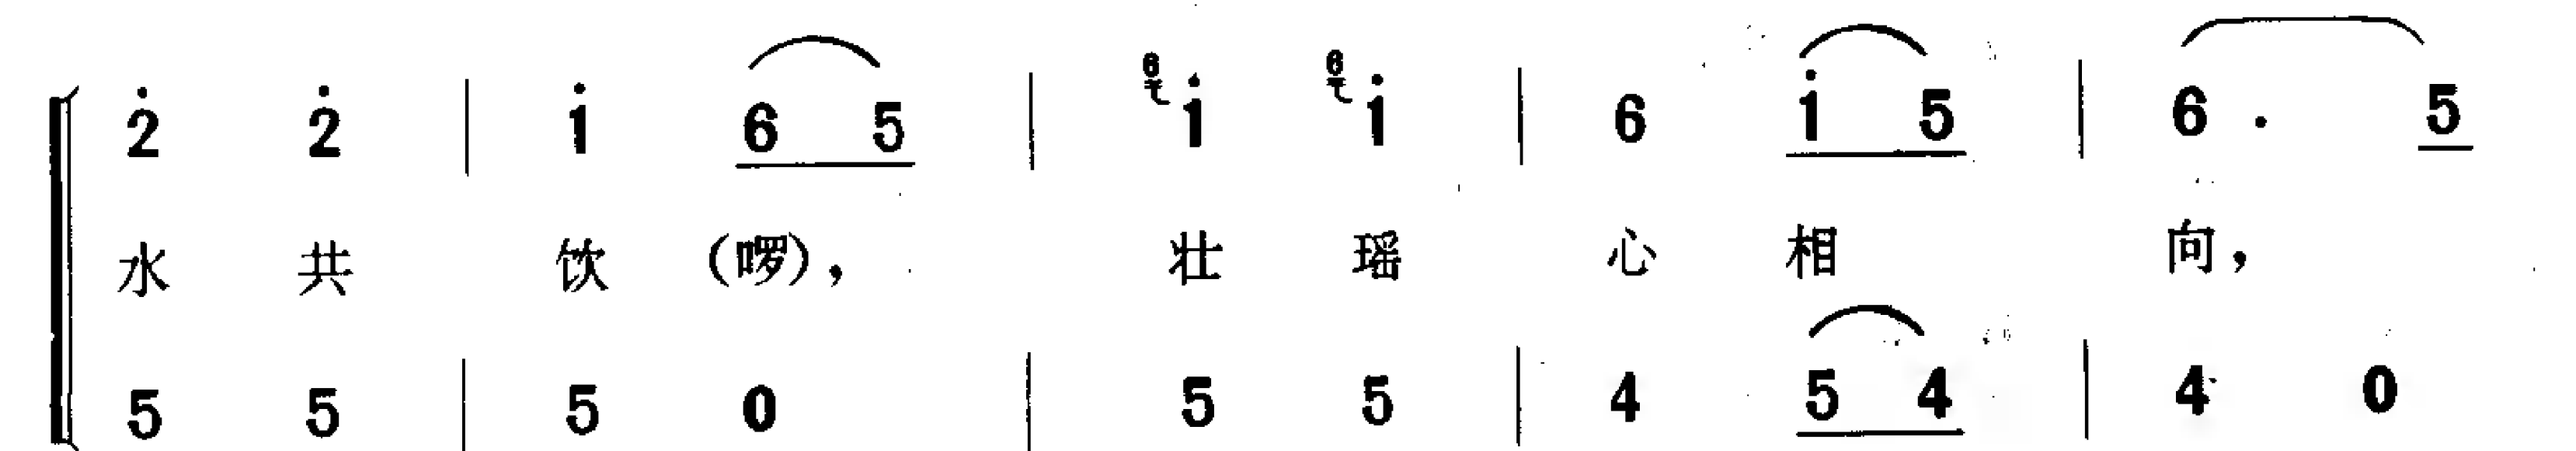 2̇ 2̇ | 1̇ 6 5 | 6 1̇ 6 1̇ | 6 1̇ 5 | 6 · 5
水 共 饮 (啰)， 壮 瑶 心 相 向，
5 5 | 5 0 | 5 5 | 4 5 4 | 4 0